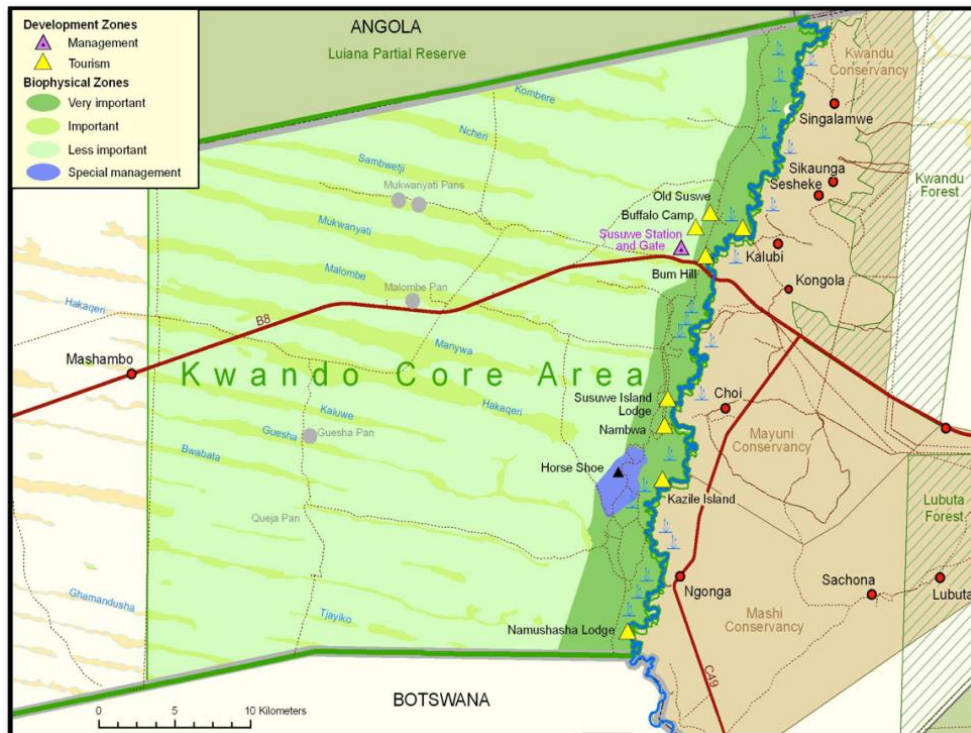 Development Zones
Management
Tourism
Biophysical Zones
Very important
Important
Less important
Special management
ANGOLA
Luiana Partial Reserve
Kwandu
Conservancy
Kombere
Ncheri
Singalamwe
Sambwetji
Mukwanyati Pans
Sikaunga
Sesheke
Kwandu
Forest
Old Suswe
Buffalo Camp
Mukwanyati
Susuwe Station
and Gate
Kalubi
Bum Hill
Malombe
Kongola
Hakaqeri
Malombe Pan
B8
Manywa
Mashambo
Kwando Core Area
Hakaqeri
Susuwe Island
Lodge
Choi
Kaluwe
Guesha
Guesha Pan
Nambwa
Mayuni
Conservancy
Bwabata
Horse Shoe
Kazile Island
Lubuta
Forest
Queja Pan
Ngonga
Sachona
Lubuta
Ghamandusha
Tjayiko
Namushasha Lodge
Mashi
Conservancy
C49
BOTSWANA
0 5 10 Kilometers